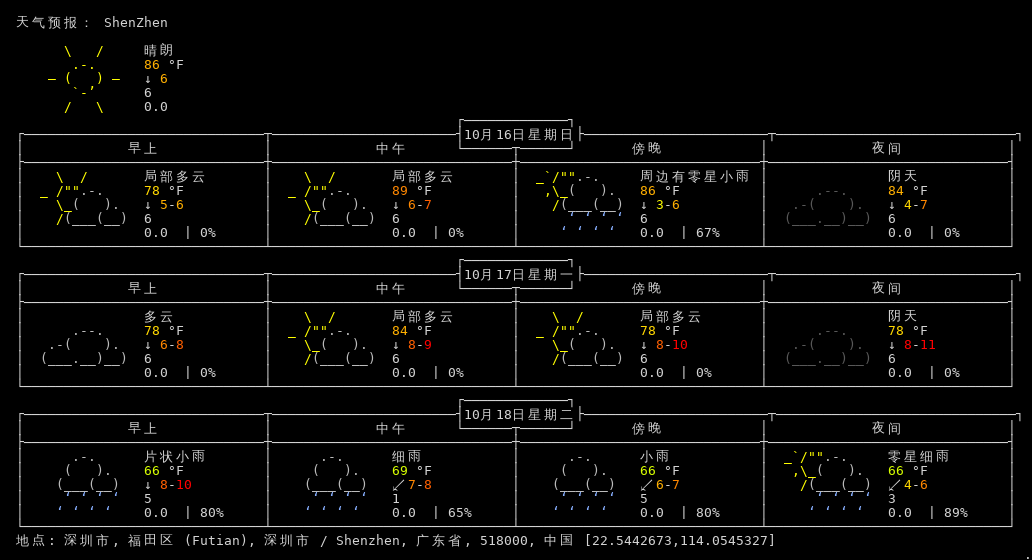 天气预报： ShenZhen
晴朗
86 °F
↓ 6
6
0.0
10月16日星期日
早上 中午 傍晚 夜间
局部多云 局部多云 周边有零星小雨 阴天
78 °F 89 °F 86 °F 84 °F
↓ 5-6 ↓ 6-7 ↓ 3-6 ↓ 4-7
6 6 6 6
0.0 | 0% 0.0 | 0% 0.0 | 67% 0.0 | 0%
10月17日星期一
早上 中午 傍晚 夜间
多云 局部多云 局部多云 阴天
78 °F 84 °F 78 °F 78 °F
↓ 6-8 ↓ 8-9 ↓ 8-10 ↓ 8-11
6 6 6 6
0.0 | 0% 0.0 | 0% 0.0 | 0% 0.0 | 0%
10月18日星期二
早上 中午 傍晚 夜间
片状小雨 细雨 小雨 零星细雨
66 °F 69 °F 66 °F 66 °F
↓ 8-10 ↙ 7-8 ↙ 6-7 ↙ 4-6
5 1 5 3
0.0 | 80% 0.0 | 65% 0.0 | 80% 0.0 | 89%
地点: 深圳市, 福田区 (Futian), 深圳市 / Shenzhen, 广东省, 518000, 中国 [22.5442673,114.0545327]